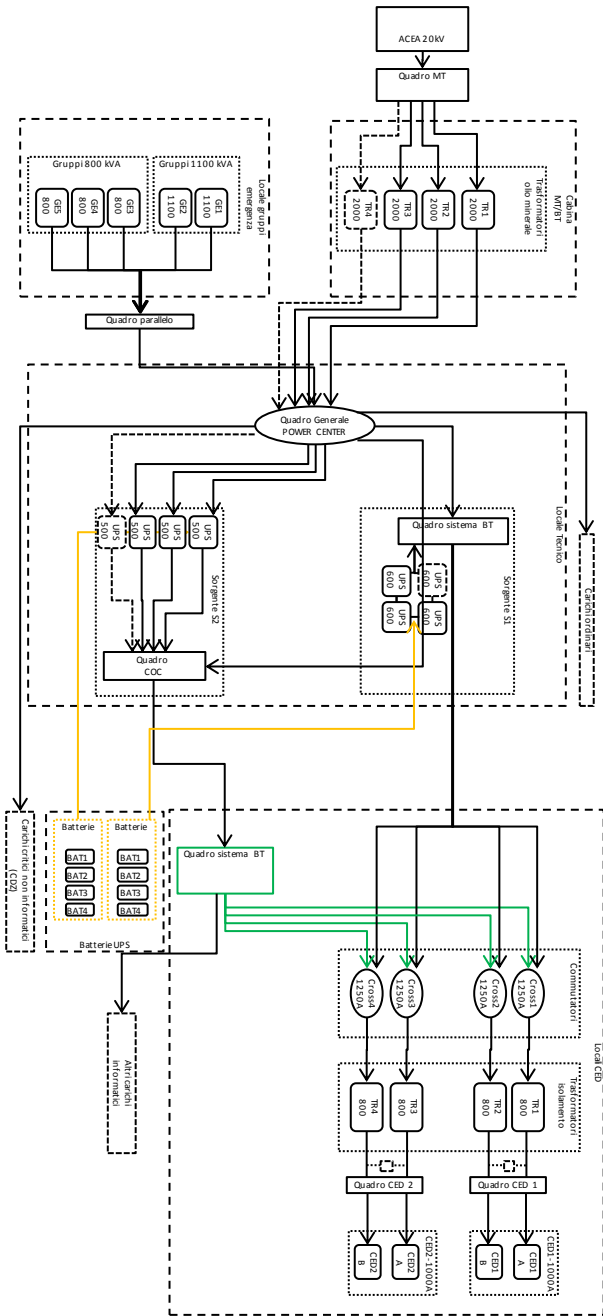 ACEA 20kV
Quadro MT
Cabina
MT/BT
Trasformatori
olio minerale
TR1
2000
TR2
2000
TR3
2000
TR4
2000
Locale gruppi
emergenza
Gruppi 800 kVA
Gruppi 1100 kVA
GE5
800
GE4
800
GE3
800
GE2
1100
GE1
1100
Quadro parallelo
Quadro Generale
POWER CENTER
Locale Tecnico
Carichi ordinari
UPS
500
UPS
500
UPS
500
UPS
500
Sorgente S2
Quadro
COC
Quadro sistema BT
UPS
600
UPS
600
UPS
600
UPS
600
Sorgente S1
Carichi critici non informatici
(CDZ)
Batterie
BAT1
BAT2
BAT3
BAT4
Batterie
BAT1
BAT2
BAT3
BAT4
Batterie UPS
Quadro sistema BT
Altri carichi
informatici
Local CED
Commutatori
Cross4
1250A
Cross3
1250A
Cross2
1250A
Cross1
1250A
Trasformatori
isolamento
TR4
800
TR3
800
TR2
800
TR1
800
Quadro CED 2
Quadro CED 1
CED2
B
CED2
A
CED2-1000A
CED1
B
CED1
A
CED1-1000A